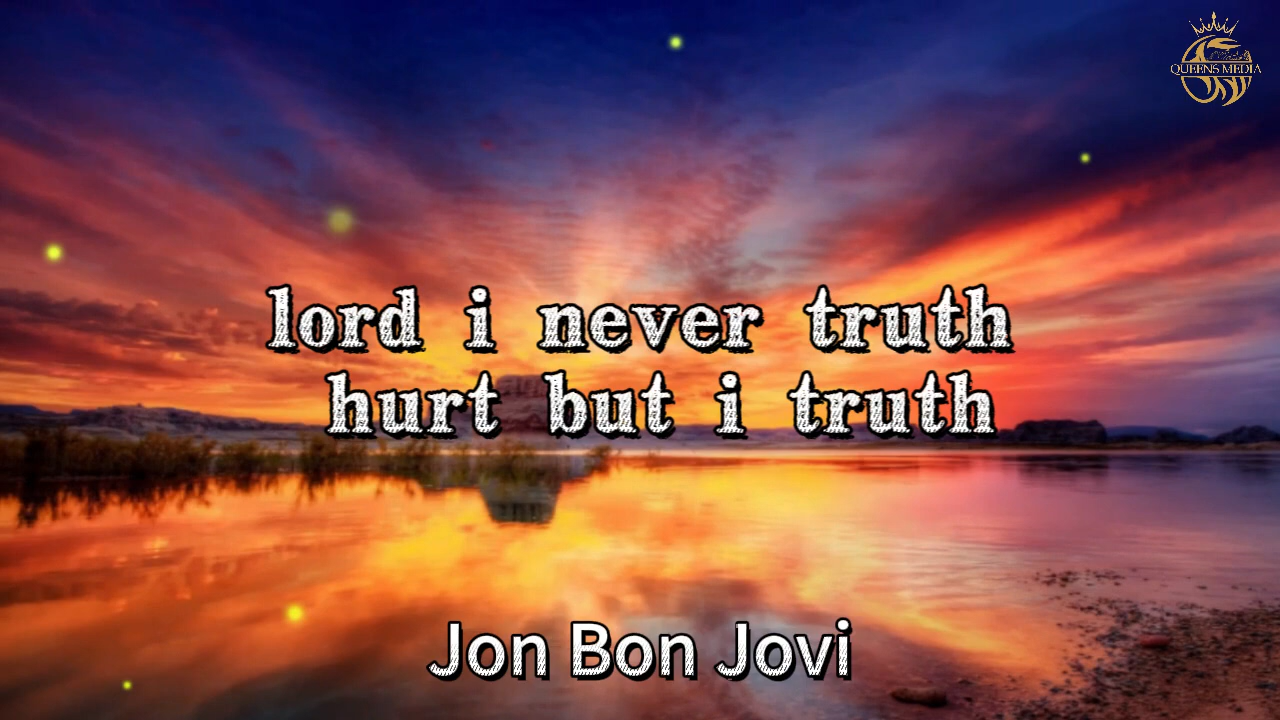 QUEENS MEDIA
lord i never truth
hurt but i truth
Jon Bon Jovi